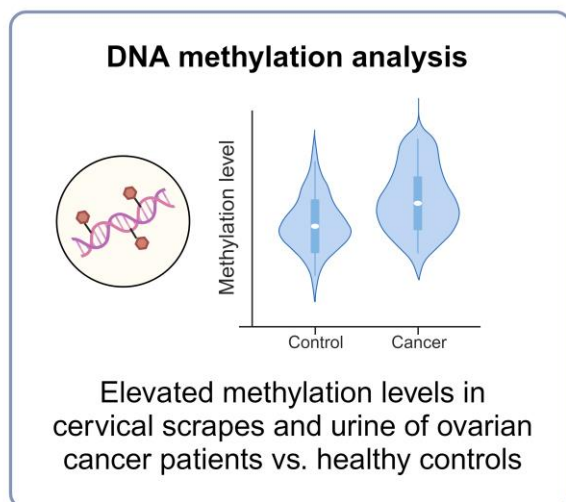 DNA methylation analysis
Methylation level
Control
Cancer
Elevated methylation levels in
cervical scrapes and urine of ovarian
cancer patients vs. healthy controls